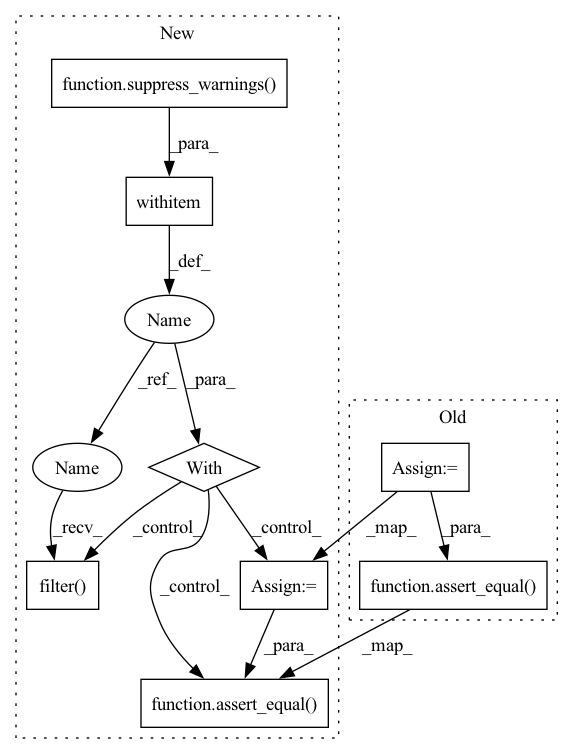 New
function.suppress_warnings()
_para_
withitem
_def_
Name
_ref_
_para_
Old
Name
With
Assign:=
_recv_
_control_
_control_
_map_
_para_
filter()
_control_
Assign:=
function.assert_equal()
_para_
_map_
function.assert_equal()